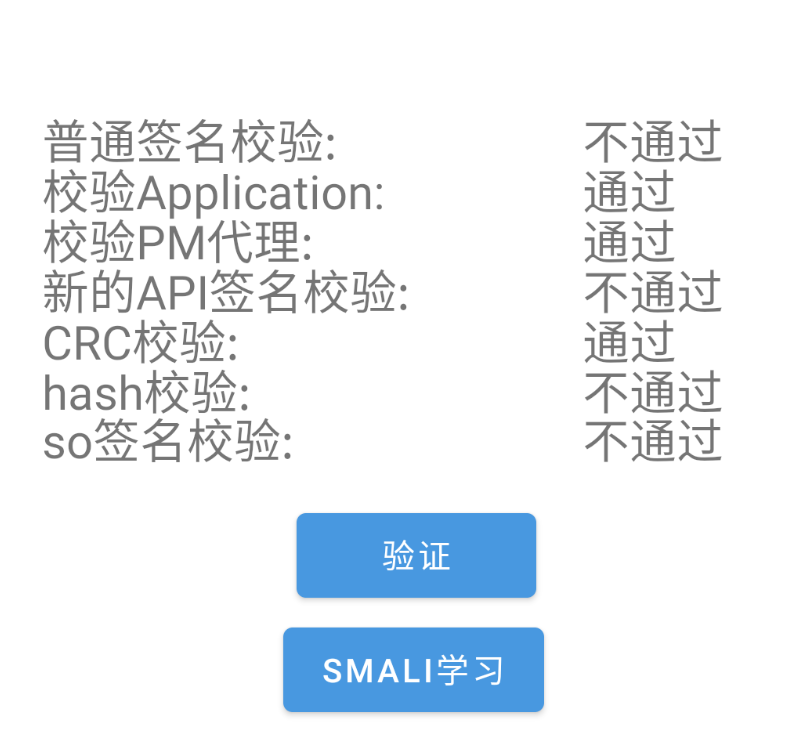 普通签名校验: 不通过
校验Application: 通过
校验PM代理: 通过
新的API签名校验: 不通过
CRC校验: 通过
hash校验: 不通过
so签名校验: 不通过
验证
SMALI学习